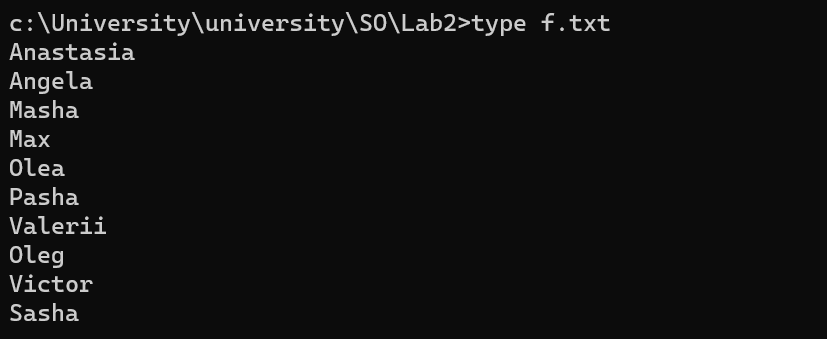 c:\University\university\SO\Lab2>type f.txt
Anastasia
Angela
Masha
Max
Olea
Pasha
Valerii
Oleg
Victor
Sasha